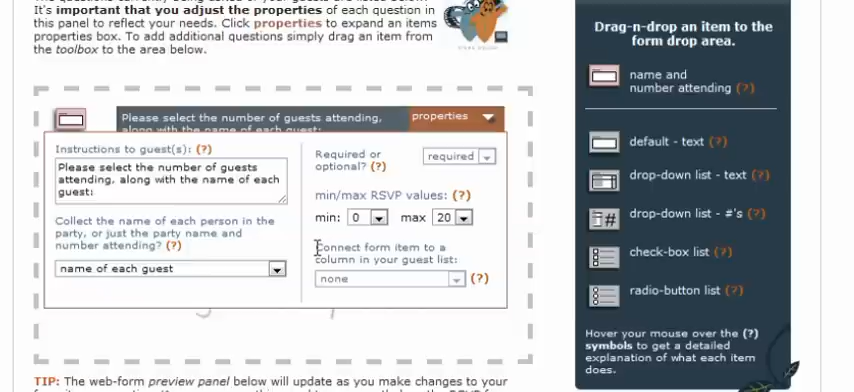 It's important that you adjust the properties of each question in
this panel to reflect your needs. Click properties to expand an items
properties box. To add additional questions simply drag an item from
the toolbox to the area below.
Please select the number of guests attending,
along with the name of each guest:
properties
Instructions to guest(s): (?)
Please select the number of guests
attending, along with the name of each
guest:
Collect the name of each person in the
party, or just the party name and
number attending? (?)
name of each guest
Required or
optional? (?)
required
min/max RSVP values: (?)
min: 0 max 20
Connect form item to a
column in your guest list:
none (?)
TIP: The web-form preview panel below will update as you make changes to your
Drag-n-drop an item to the
form drop area.
name and
number attending (?)
default - text (?)
drop-down list - text (?)
drop-down list - #'s (?)
check-box list (?)
radio-button list (?)
Hover your mouse over the (?)
symbols to get a detailed
explanation of what each item
does.